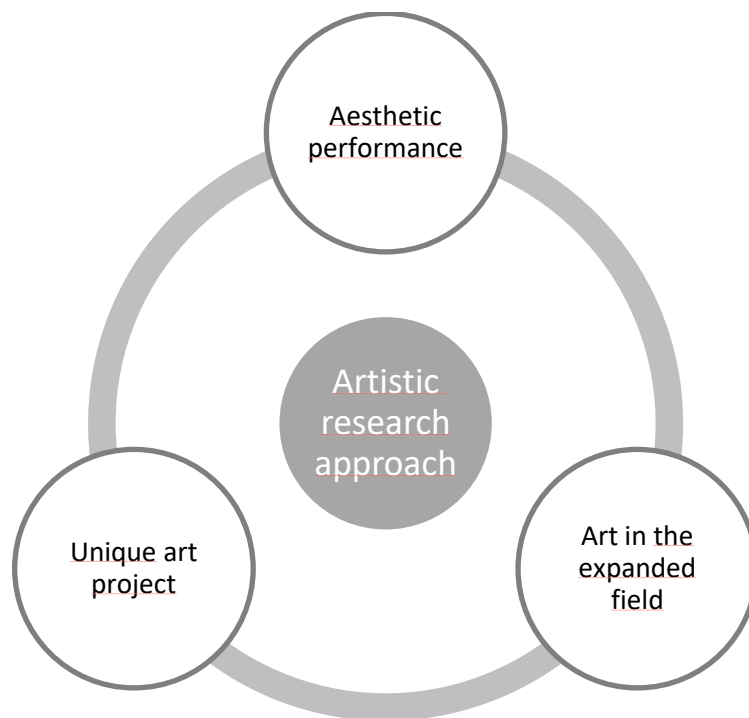 Aesthetic
performance
Artistic
research
approach
Unique art
project
Art in the
expanded
field